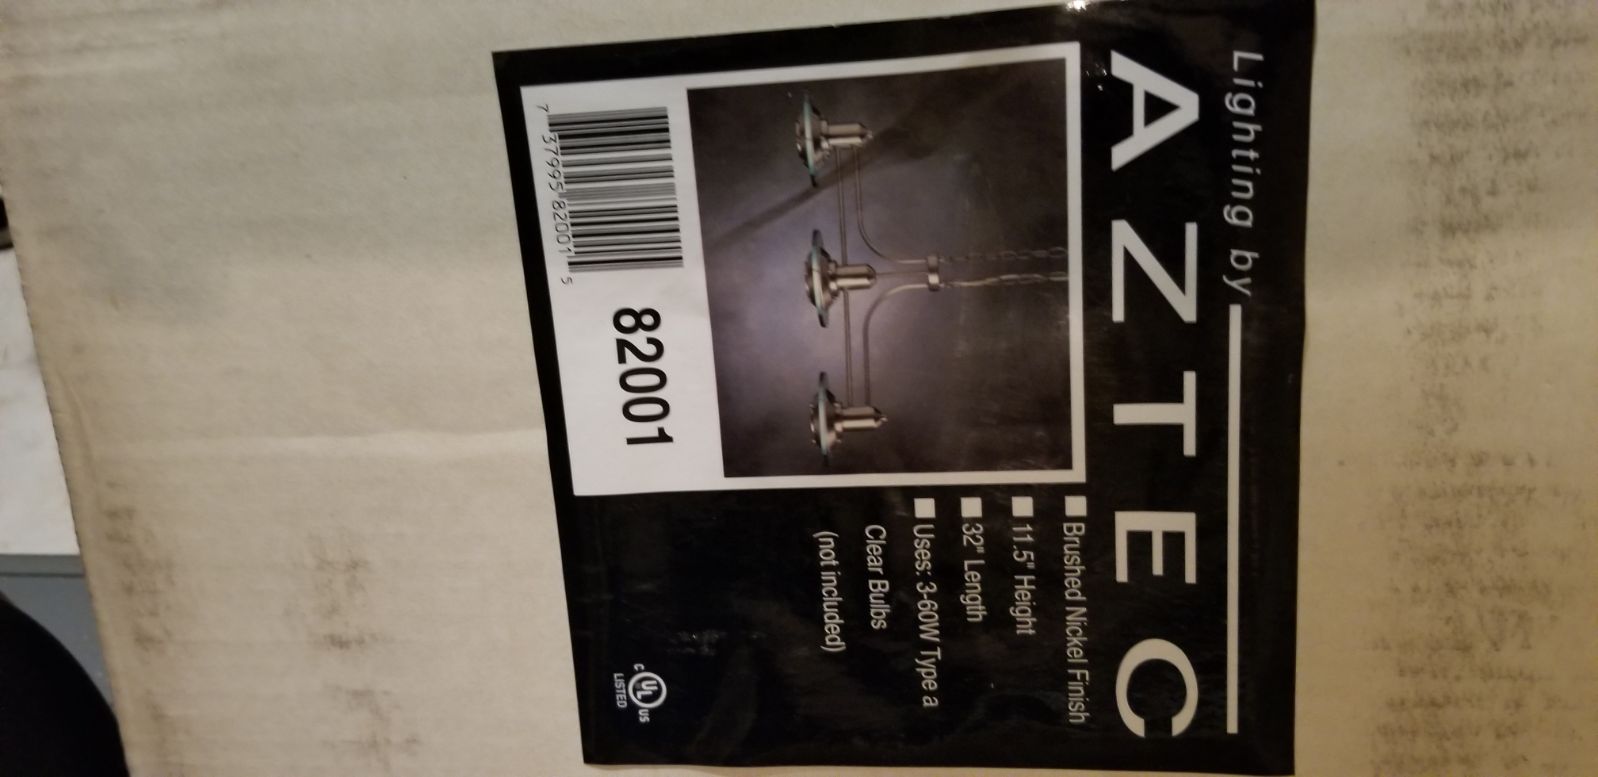 Lighting by
AZTEC
Brushed Nickel Finish
11.5" Height
32" Length
Uses: 3-60W Type a
Clear Bulbs
(not included)
7 37995 82001 5
82001
C UL US
LISTED